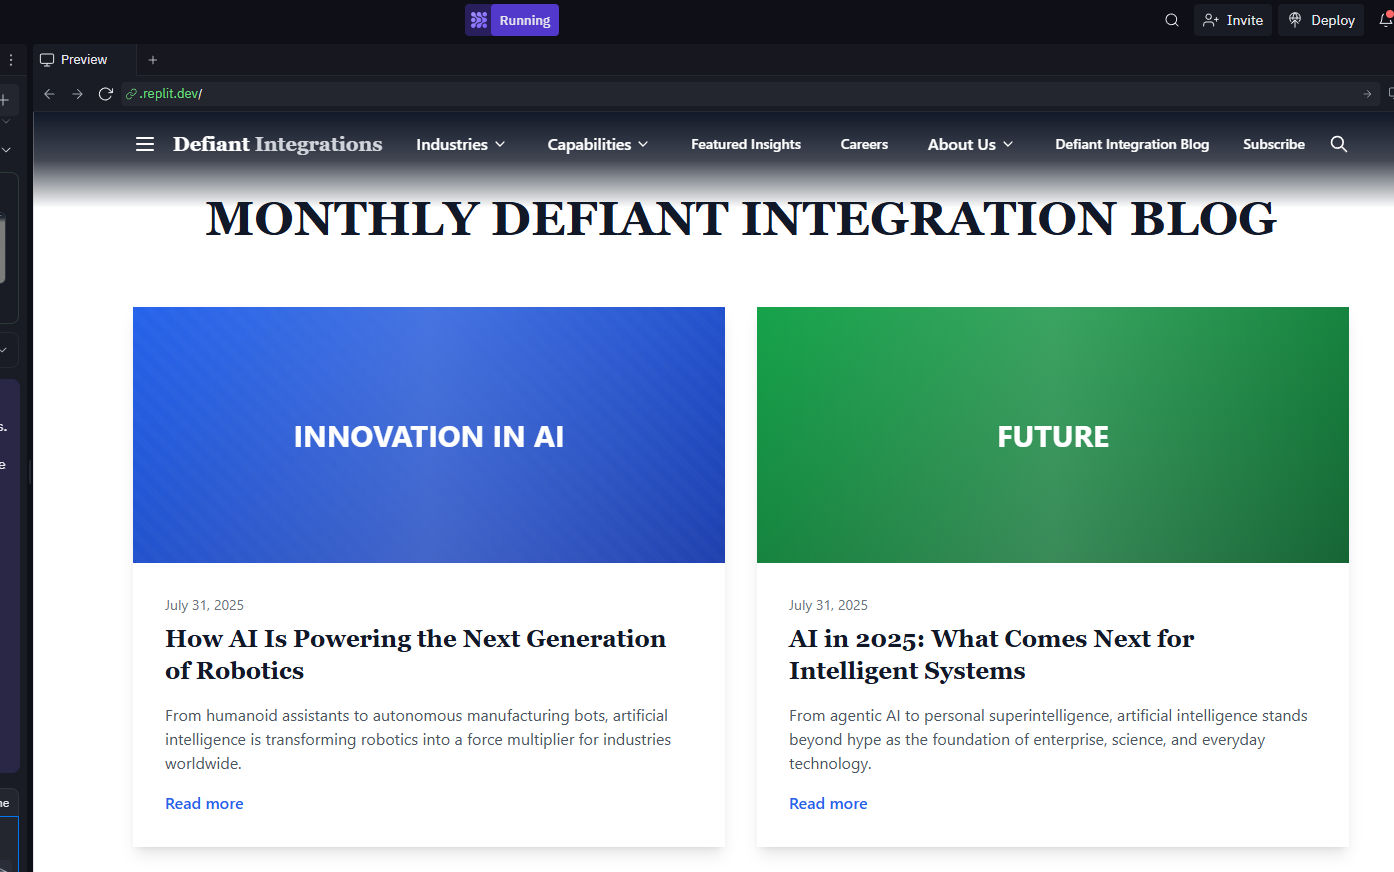 Running
Invite
Deploy
Preview
.replit.dev/
Defiant Integrations
Industries
Capabilities
Featured Insights
Careers
About Us
Defiant Integration Blog
Subscribe
MONTHLY DEFIANT INTEGRATION BLOG
INNOVATION IN AI
July 31, 2025
How AI Is Powering the Next Generation
of Robotics
From humanoid assistants to autonomous manufacturing bots, artificial
intelligence is transforming robotics into a force multiplier for industries
worldwide.
Read more
FUTURE
July 31, 2025
AI in 2025: What Comes Next for
Intelligent Systems
From agentic AI to personal superintelligence, artificial intelligence stands
beyond hype as the foundation of enterprise, science, and everyday
technology.
Read more